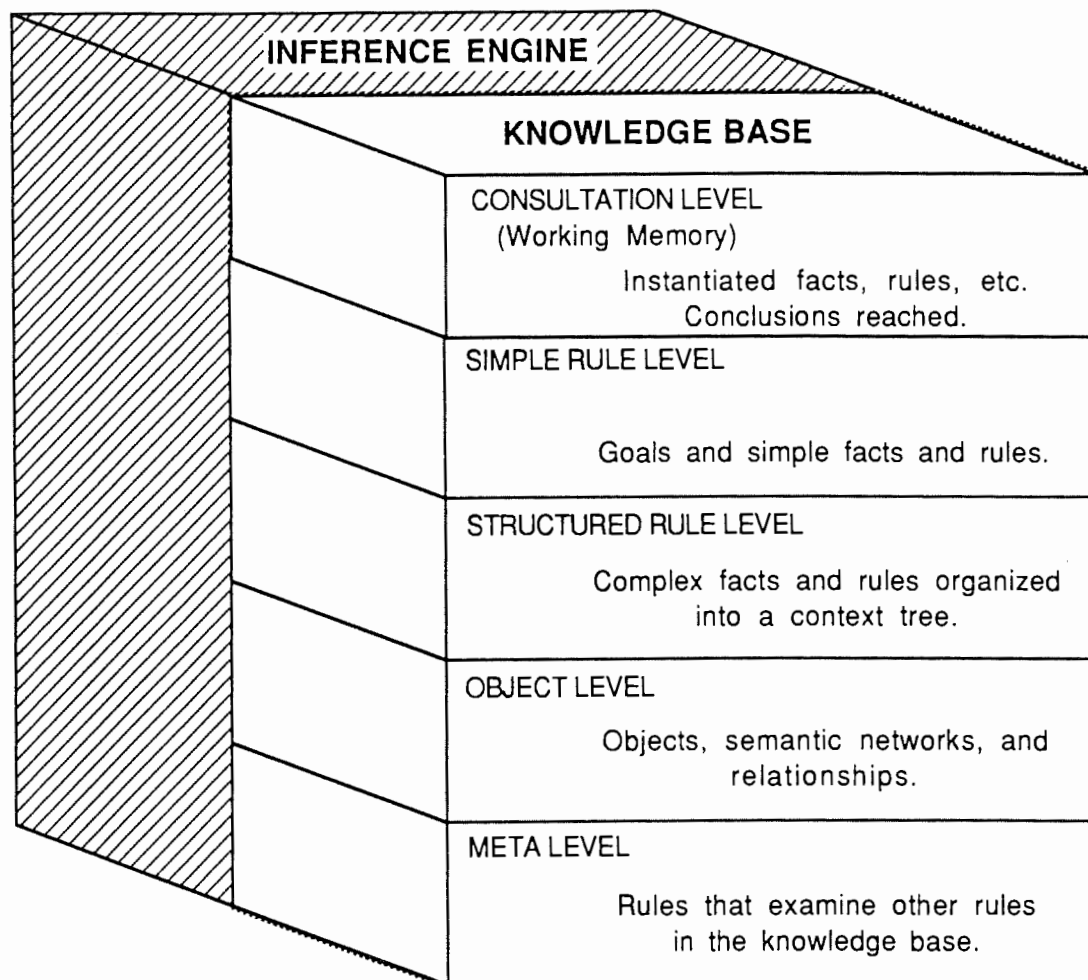 INFERENCE ENGINE
KNOWLEDGE BASE
CONSULTATION LEVEL
(Working Memory)
Instantiated facts, rules, etc.
Conclusions reached.
SIMPLE RULE LEVEL
Goals and simple facts and rules.
STRUCTURED RULE LEVEL
Complex facts and rules organized
into a context tree.
OBJECT LEVEL
Objects, semantic networks, and
relationships.
META LEVEL
Rules that examine other rules
in the knowledge base.